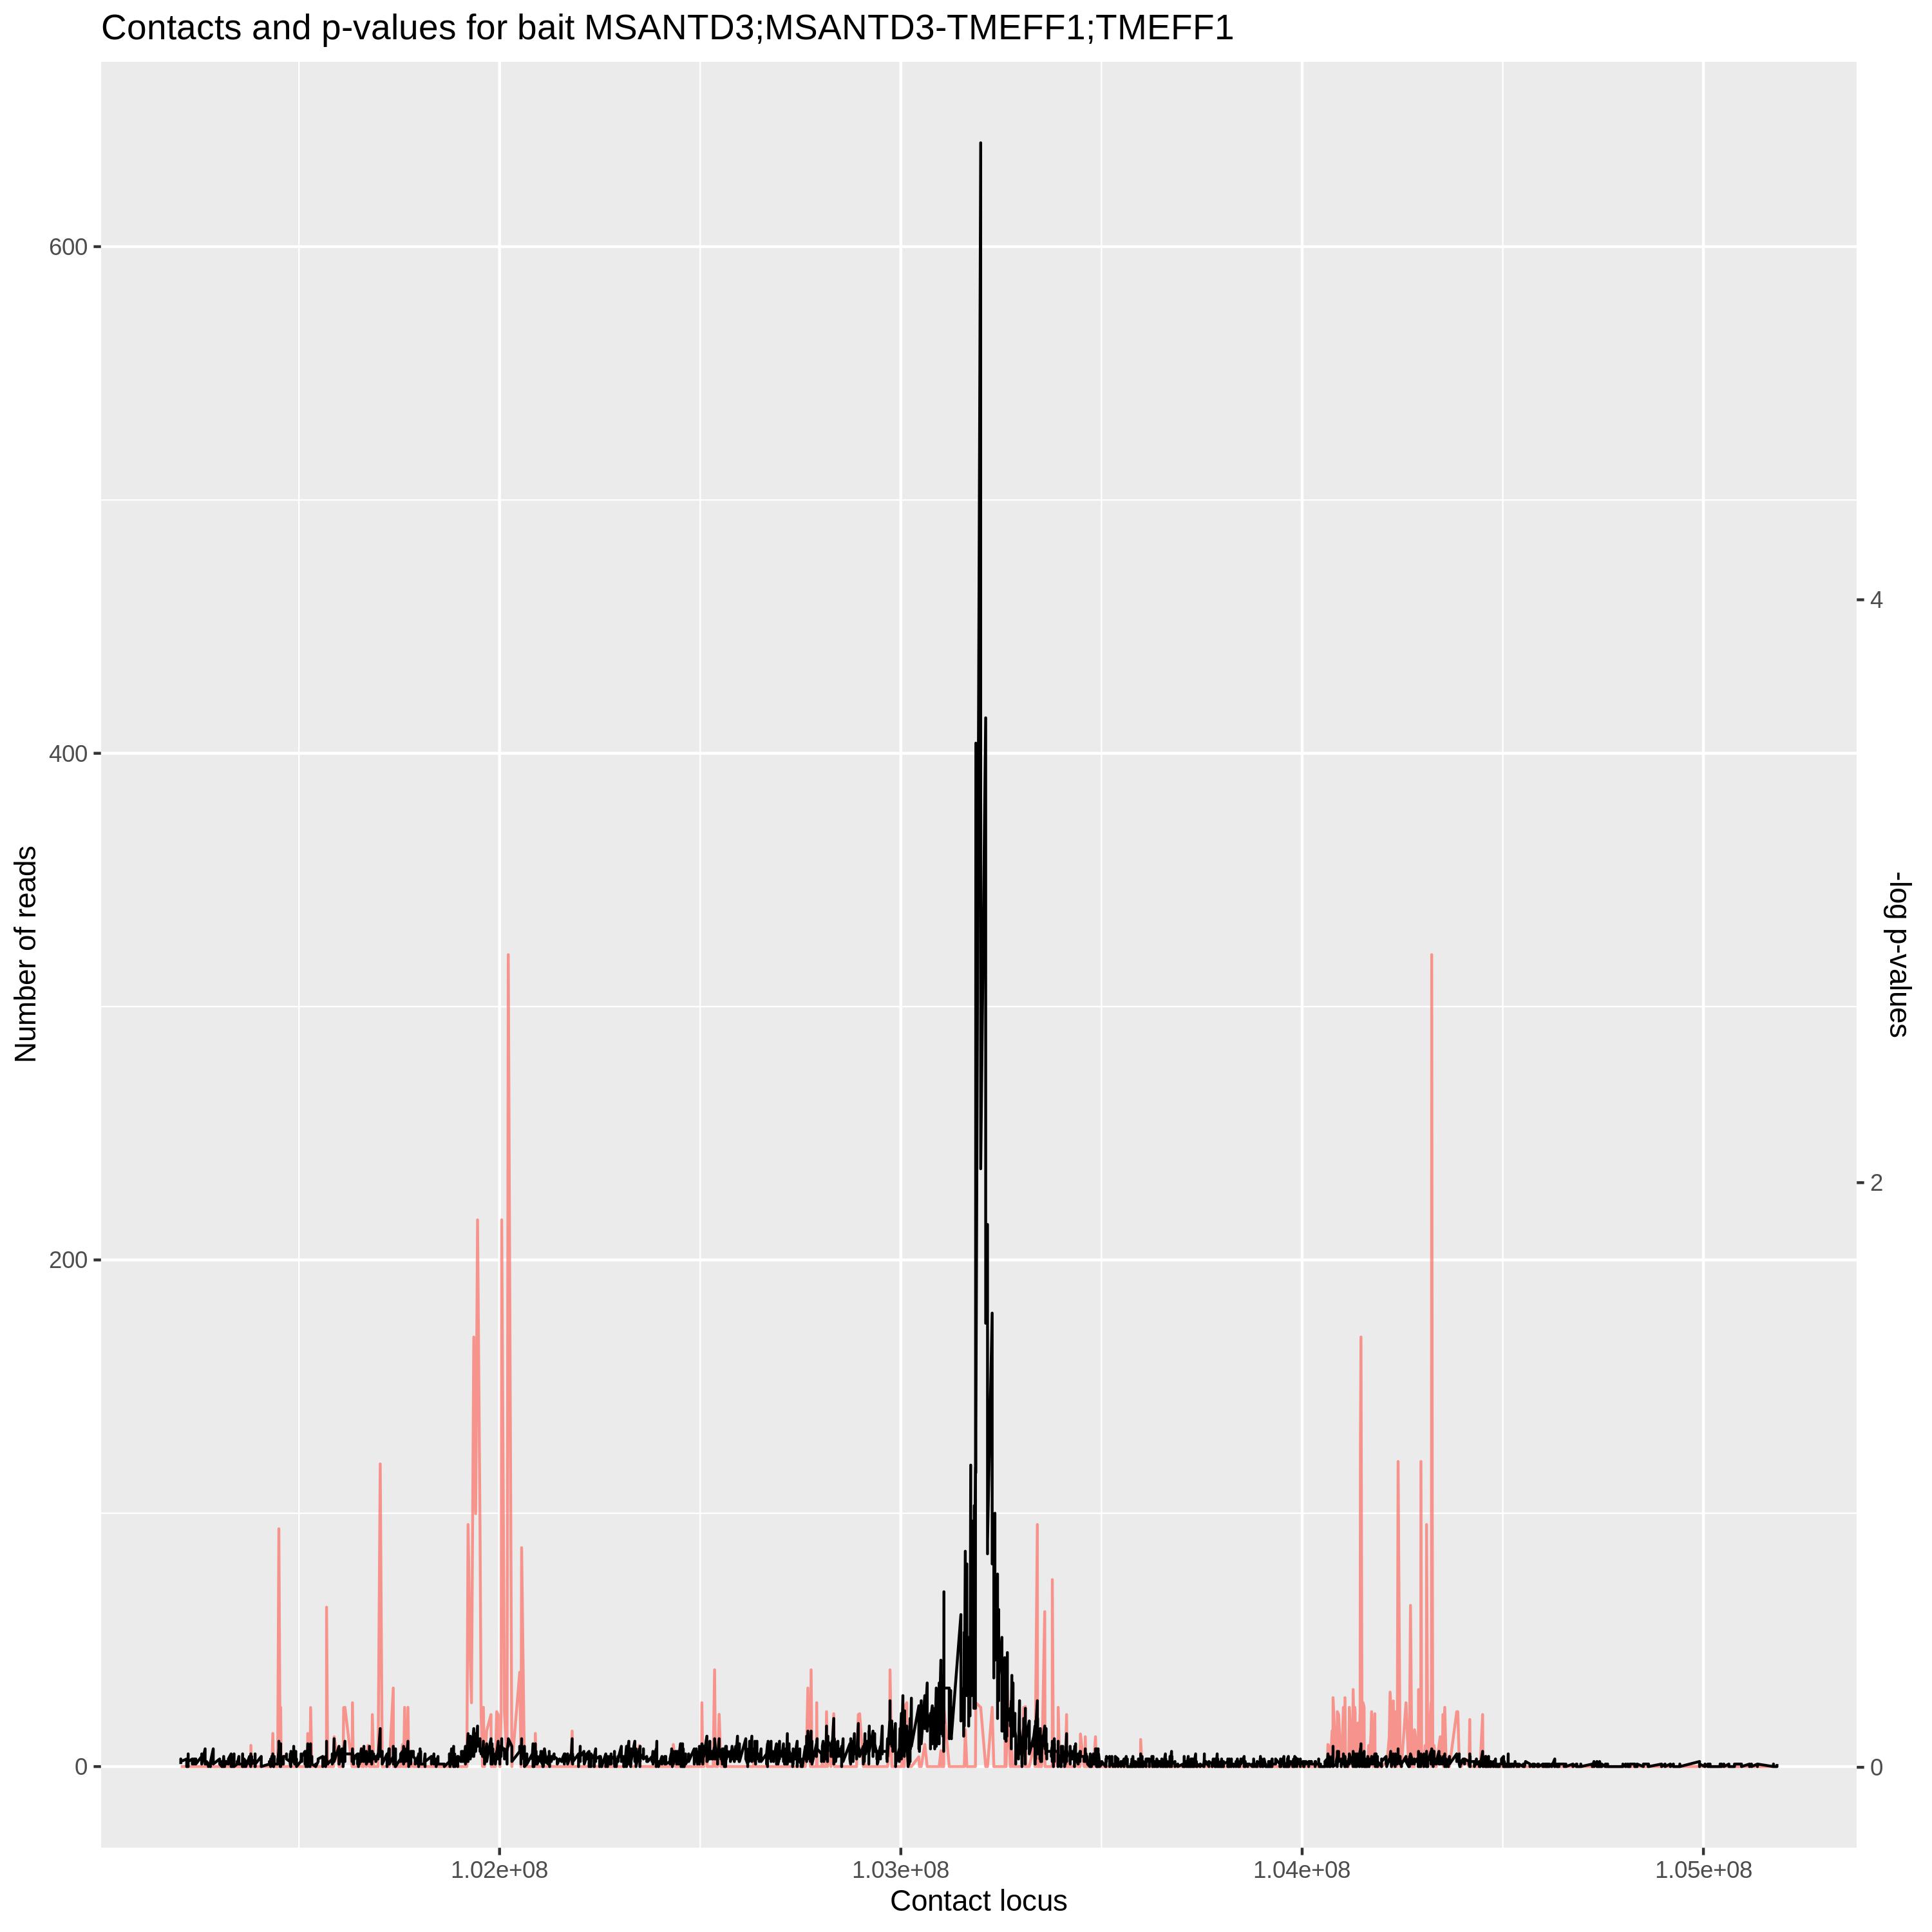 Contacts and p-values for bait MSANTD3;MSANTD3-TMEFF1;TMEFF1
Number of reads
600
400
200
0
-log p-values
4
2
0
1.02e+08 1.03e+08 1.04e+08 1.05e+08
Contact locus